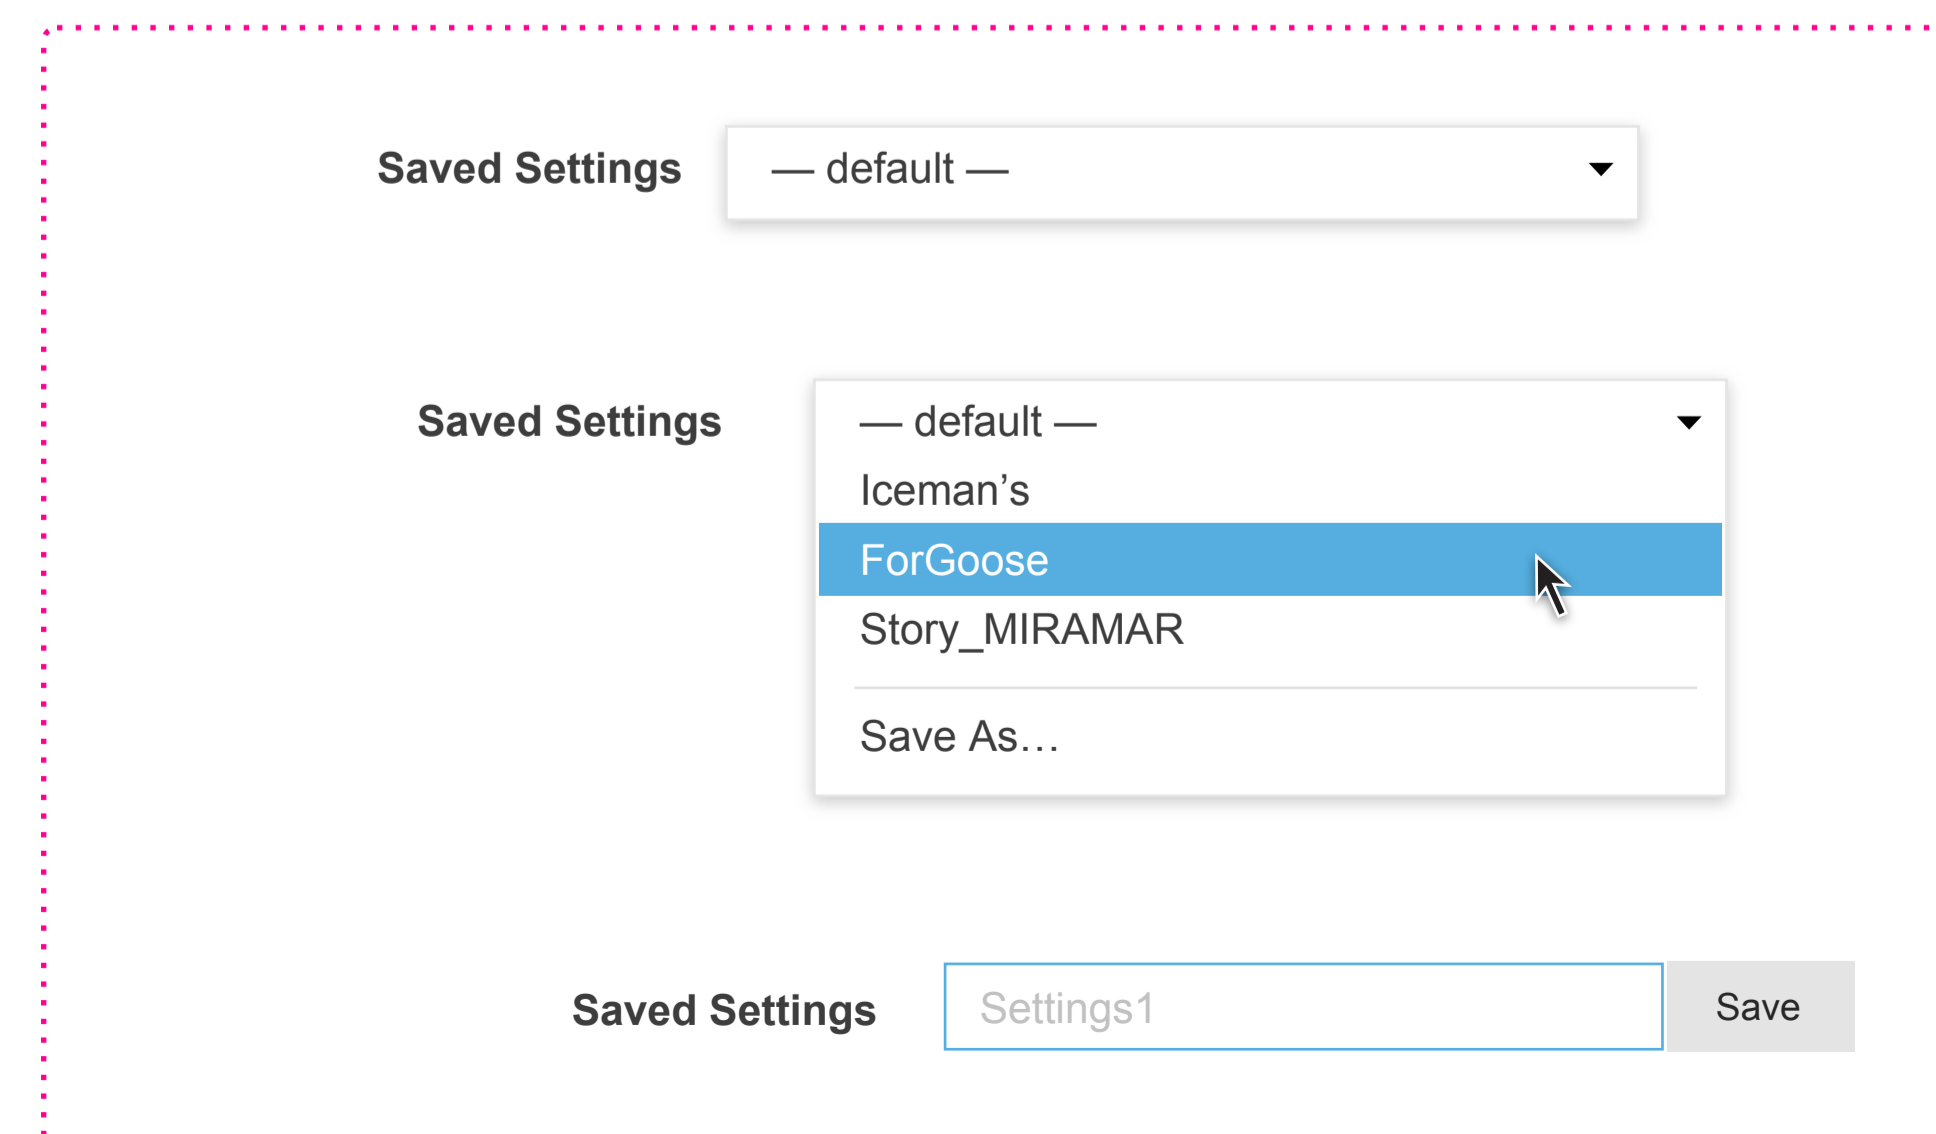 Saved Settings — default —
Saved Settings — default —
Iceman’s
ForGoose
Story_MIRAMAR
Save As…
Saved Settings Settings1 Save